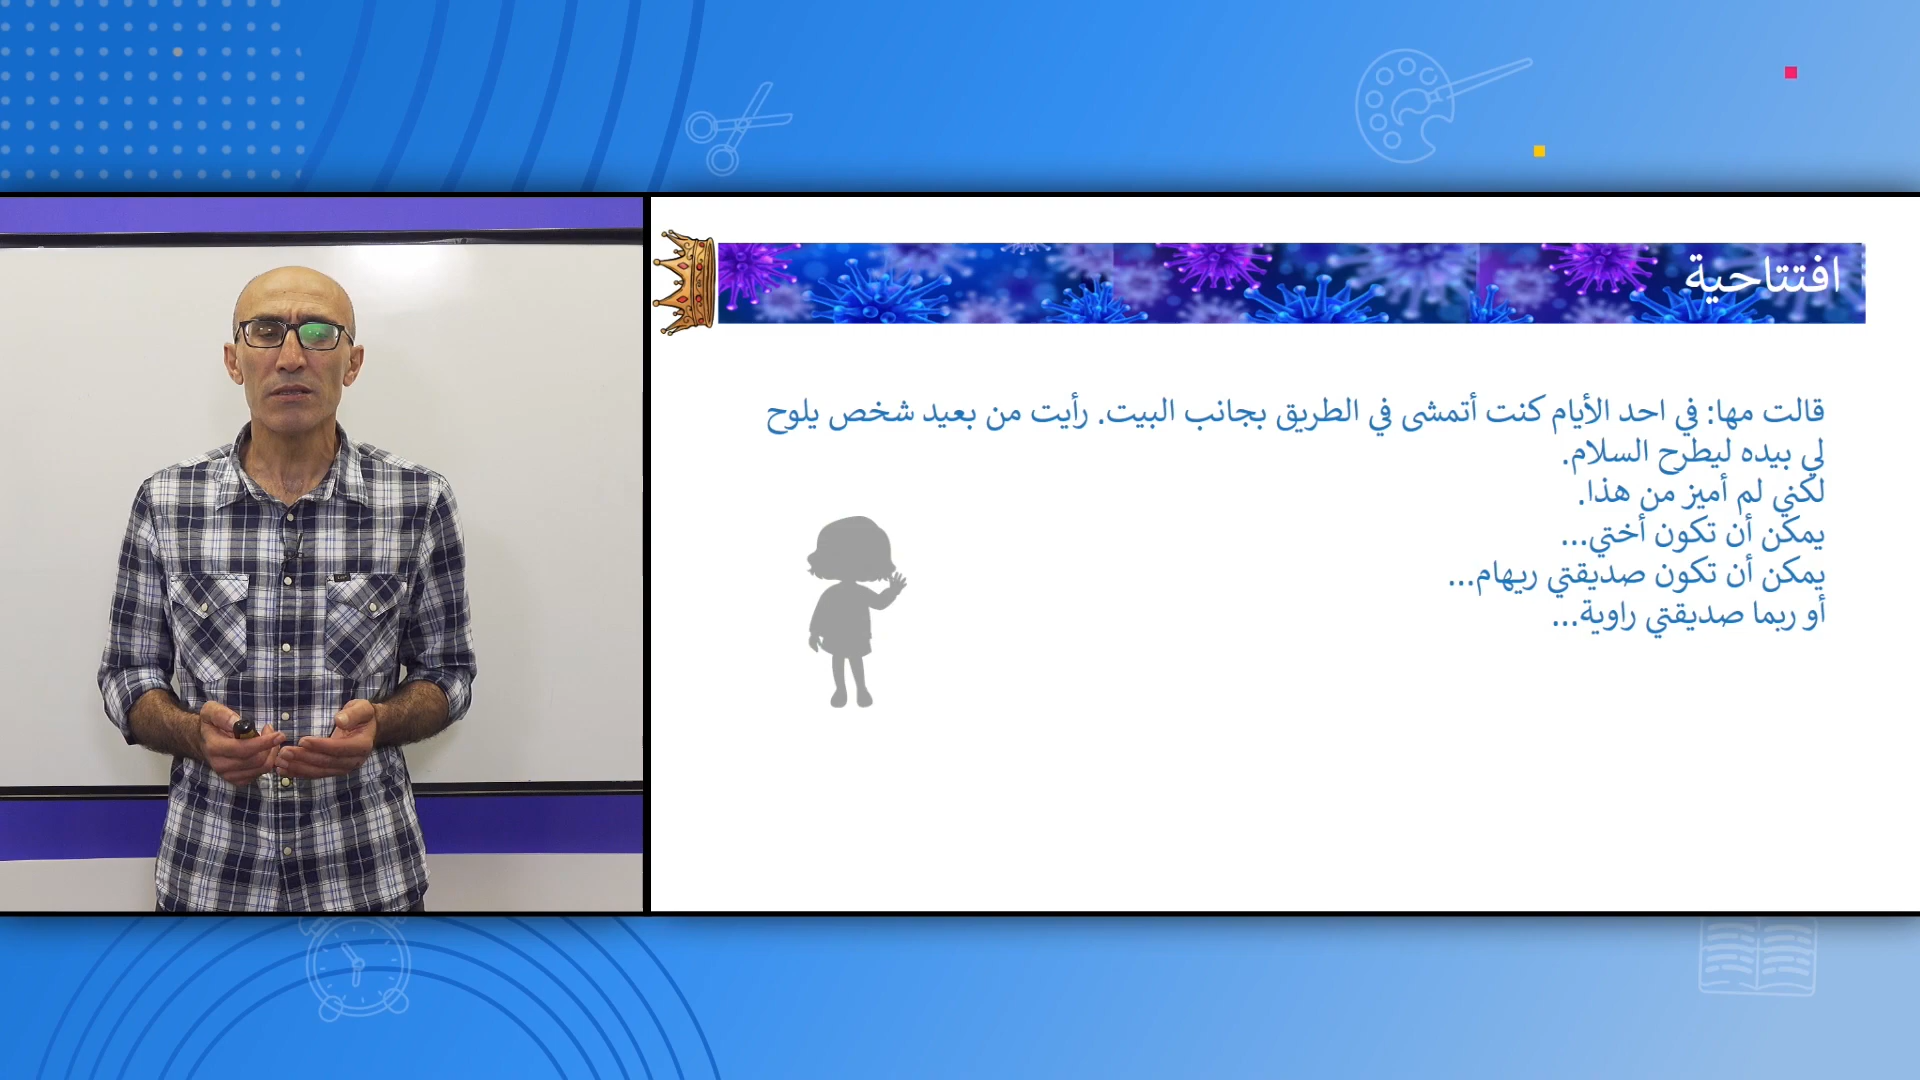 افتتاحية
قالت مها: في احد الأيام كنت أتمشى في الطريق بجانب البيت. رأيت من بعيد شخص يلوح
لي بيده ليطرح السلام.
لكني لم أميز من هذا.
يمكن أن تكون أختي...
يمكن أن تكون صديقتي ريهام...
أو ربما صديقتي راوية...